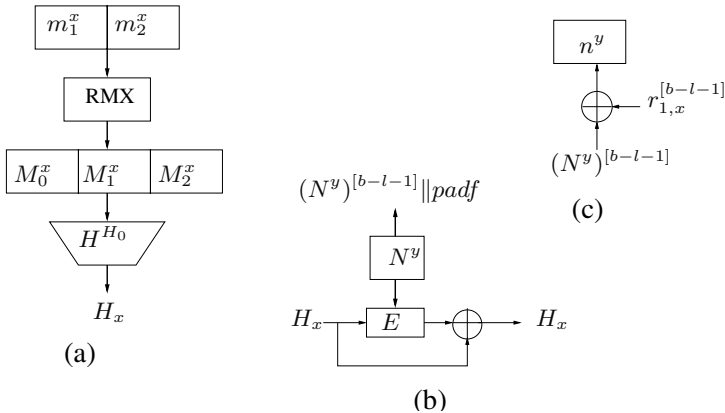 m_1^x m_2^x
RMX
M_0^x M_1^x M_2^x
H^{H_0}
H_x
(a)
(N^y)^{[b-l-1]}‖padf
N^y
H_x E H_x
(b)
n^y
r_{1,x}^{[b-l-1]}
(N^y)^{[b-l-1]}
(c)